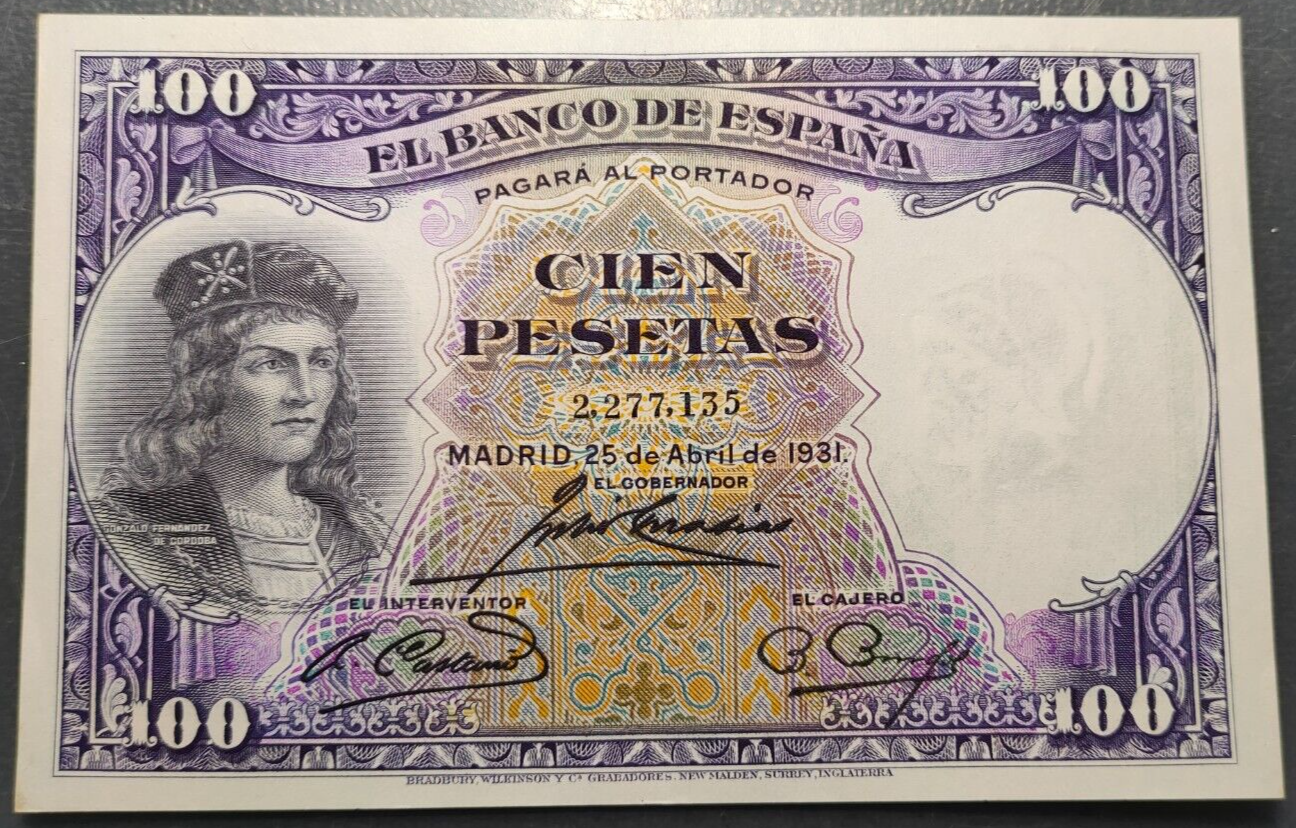 100
100
EL BANCO DE ESPAÑA
PAGARÁ AL PORTADOR
CIEN
PESETAS
2,277,135
MADRID, 25 de Abril de 1931.
EL GOBERNADOR
GONZALO FERNANDEZ
DE CORDOBA
EL INTERVENTOR
EL CAJERO
100
100
BRADBURY, WILKINSON Y Cª GRABADORES. NEW MALDEN, SURREY, INGLATERRA